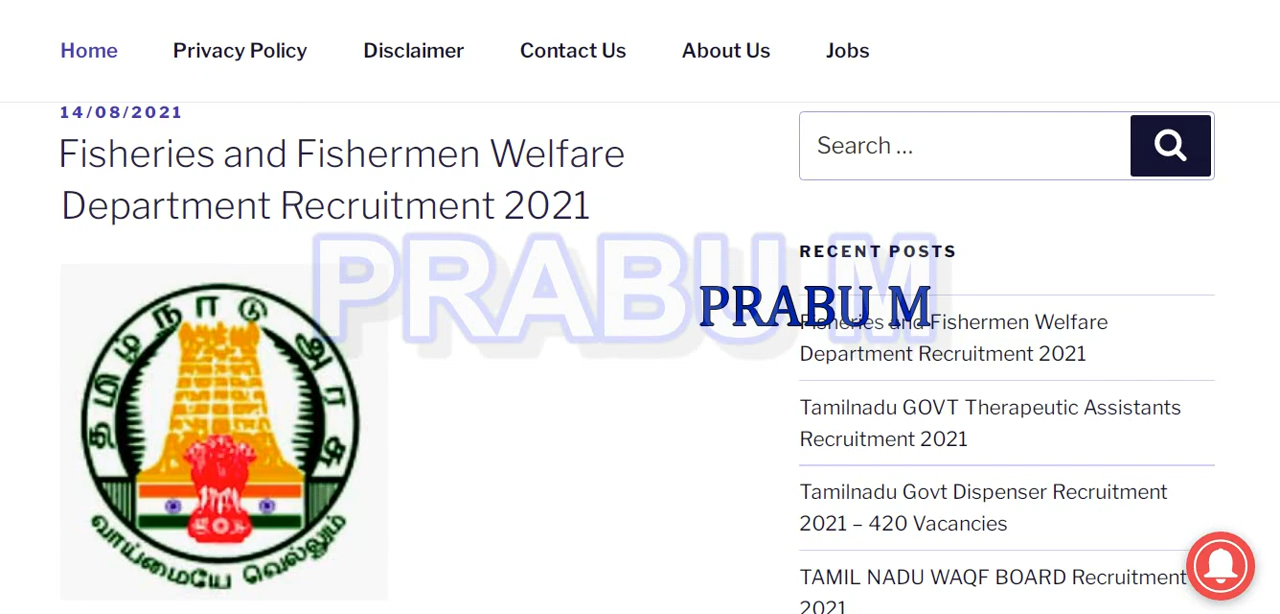 Home Privacy Policy Disclaimer Contact Us About Us Jobs
14/08/2021
Fisheries and Fishermen Welfare
Department Recruitment 2021
PRABU M
தமிழ்நாடு அரசு
வாய்மையே வெல்லும்
Search ...
RECENT POSTS
PRABU M
Fisheries and Fishermen Welfare
Department Recruitment 2021
Tamilnadu GOVT Therapeutic Assistants
Recruitment 2021
Tamilnadu Govt Dispenser Recruitment
2021 – 420 Vacancies
TAMIL NADU WAQF BOARD Recruitment
2021